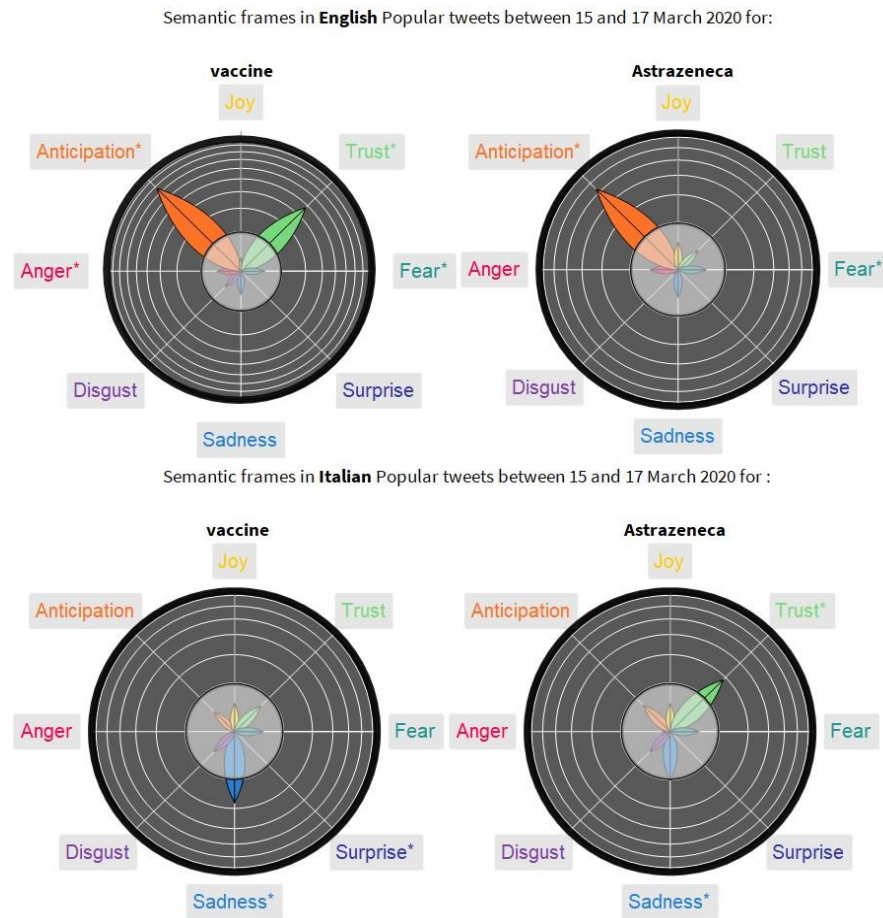 Semantic frames in English Popular tweets between 15 and 17 March 2020 for:
vaccine
Astrazeneca
Joy
Joy
Anticipation*
Trust*
Anticipation*
Trust
Anger*
Fear*
Anger
Fear*
Disgust
Surprise
Disgust
Surprise
Sadness
Sadness
Semantic frames in Italian Popular tweets between 15 and 17 March 2020 for :
vaccine
Astrazeneca
Joy
Joy
Anticipation
Trust
Anticipation
Trust*
Anger
Fear
Anger
Fear
Disgust
Surprise*
Disgust
Surprise
Sadness*
Sadness*